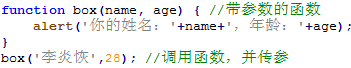 function box(name, age) { //带参数的函数
    alert('你的姓名：'+name+'，年龄：'+age);
}
box('李炎恢',28); //调用函数，并传参